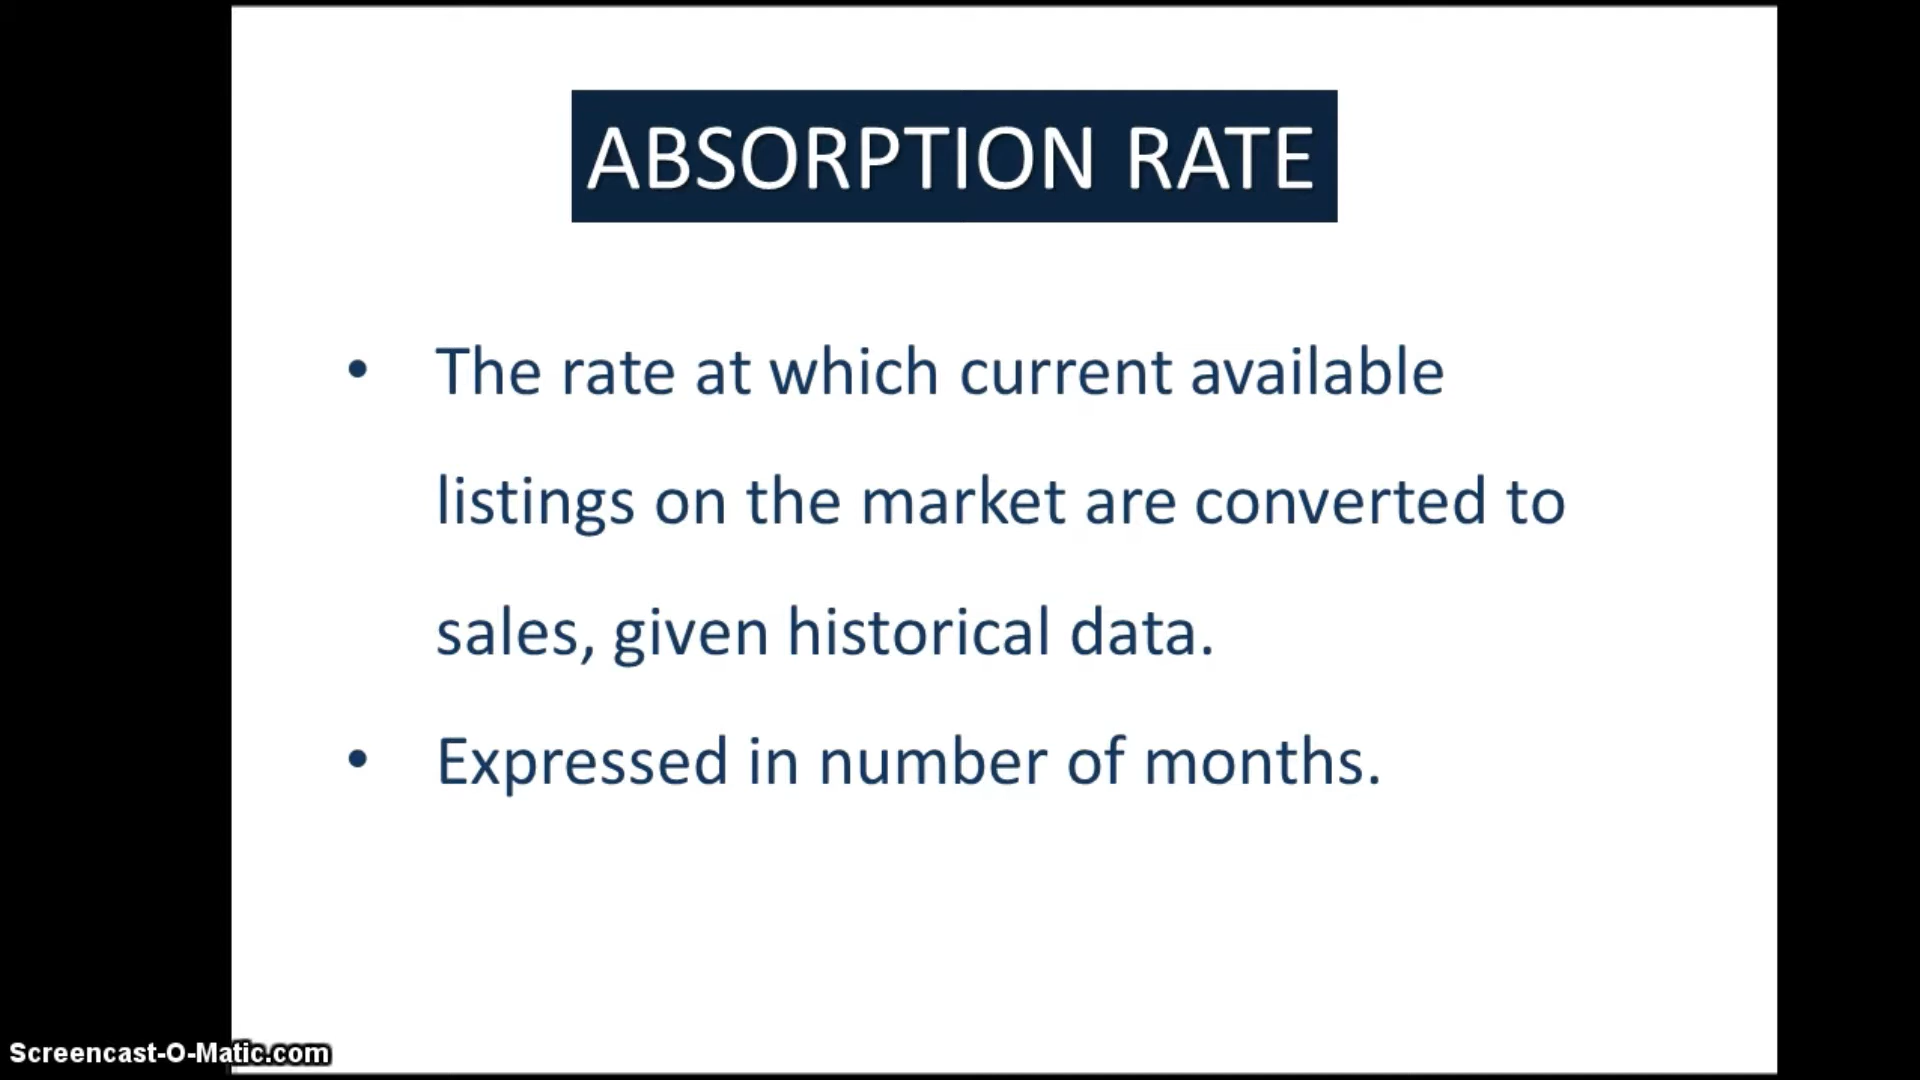 ABSORPTION RATE
• The rate at which current available
listings on the market are converted to
sales, given historical data.
• Expressed in number of months.
Screencast-O-Matic.com